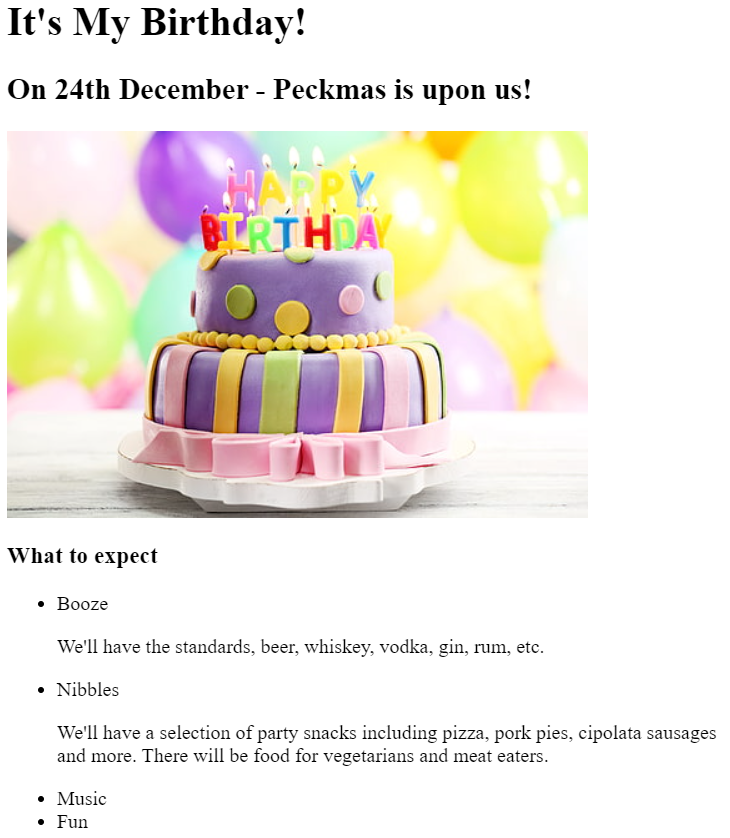 It's My Birthday!
On 24th December - Peckmas is upon us!
HAPPY
BIRTHDAY
What to expect
• Booze
We'll have the standards, beer, whiskey, vodka, gin, rum, etc.
• Nibbles
We'll have a selection of party snacks including pizza, pork pies, cipolata sausages
and more. There will be food for vegetarians and meat eaters.
• Music
• Fun